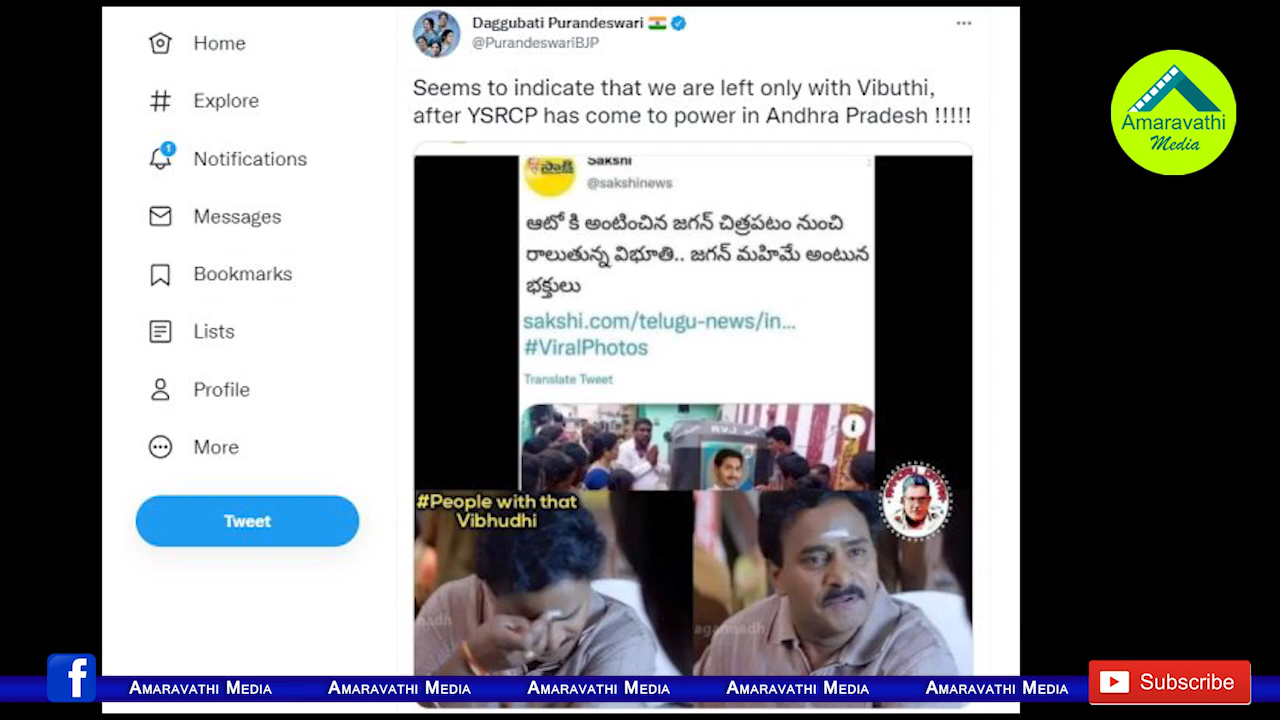 Home
Explore
1
Notifications
Messages
Bookmarks
Lists
Profile
More
Tweet
Daggubati Purandeswari
@PurandeswariBJP
Seems to indicate that we are left only with Vibuthi,
after YSRCP has come to power in Andhra Pradesh !!!!!
సాక్షి
Sakshi
@sakshinews
ఆటో కి అంటించిన జగన్ చిత్రపటం నుంచి
రాలుతున్న విభూతి.. జగన్ మహిమే అంటున
భక్తులు
sakshi.com/telugu-news/in...
#ViralPhotos
Translate Tweet
#People with that
Vibhudhi
Amaravathi
Media
f
AMARAVATHI MEDIA
AMARAVATHI MEDIA
AMARAVATHI MEDIA
AMARAVATHI MEDIA
AMARAVATHI MEDIA
Subscribe